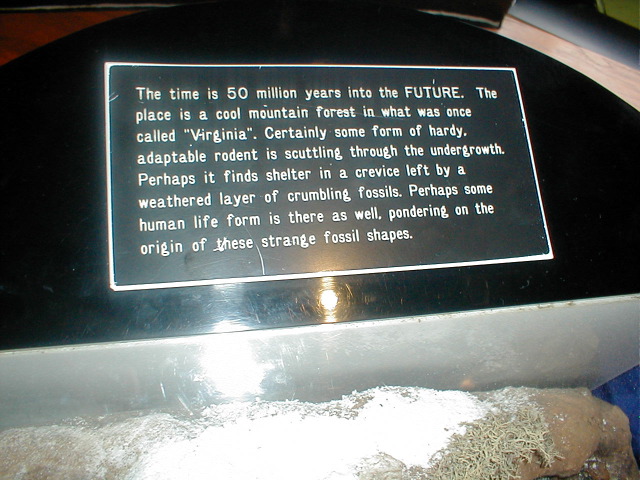 The time is 50 million years into the FUTURE. The
place is a cool mountain forest in what was once
called "Virginia". Certainly some form of hardy,
adaptable rodent is scuttling through the undergrowth.
Perhaps it finds shelter in a crevice left by a
weathered layer of crumbling fossils. Perhaps some
human life form is there as well, pondering on the
origin of these strange fossil shapes.